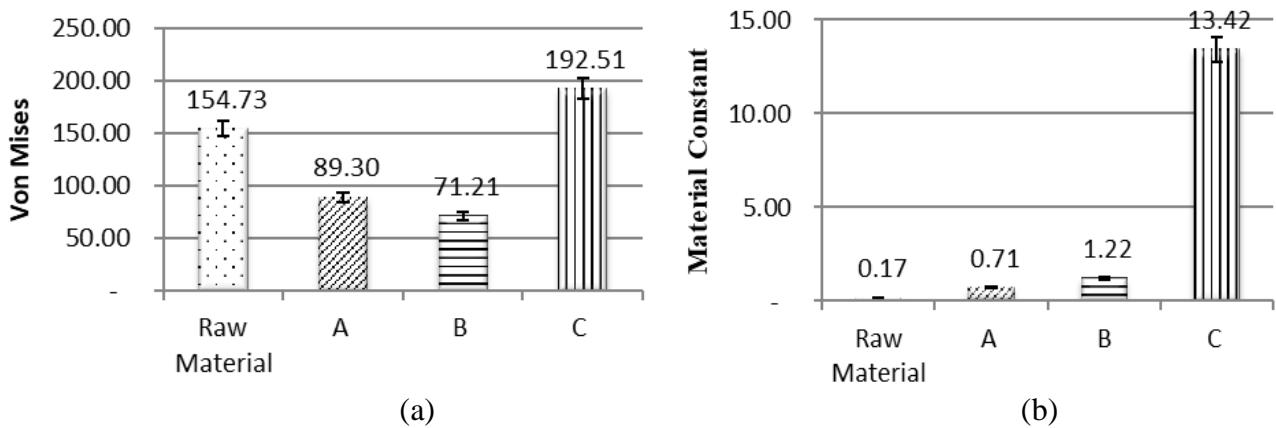 250.00
200.00
150.00
100.00
50.00
-
Von Mises
154.73
89.30
71.21
192.51
Raw
Material
A
B
C
(a)
15.00
10.00
5.00
-
Material Constant
0.17
0.71
1.22
13.42
Raw
Material
A
B
C
(b)